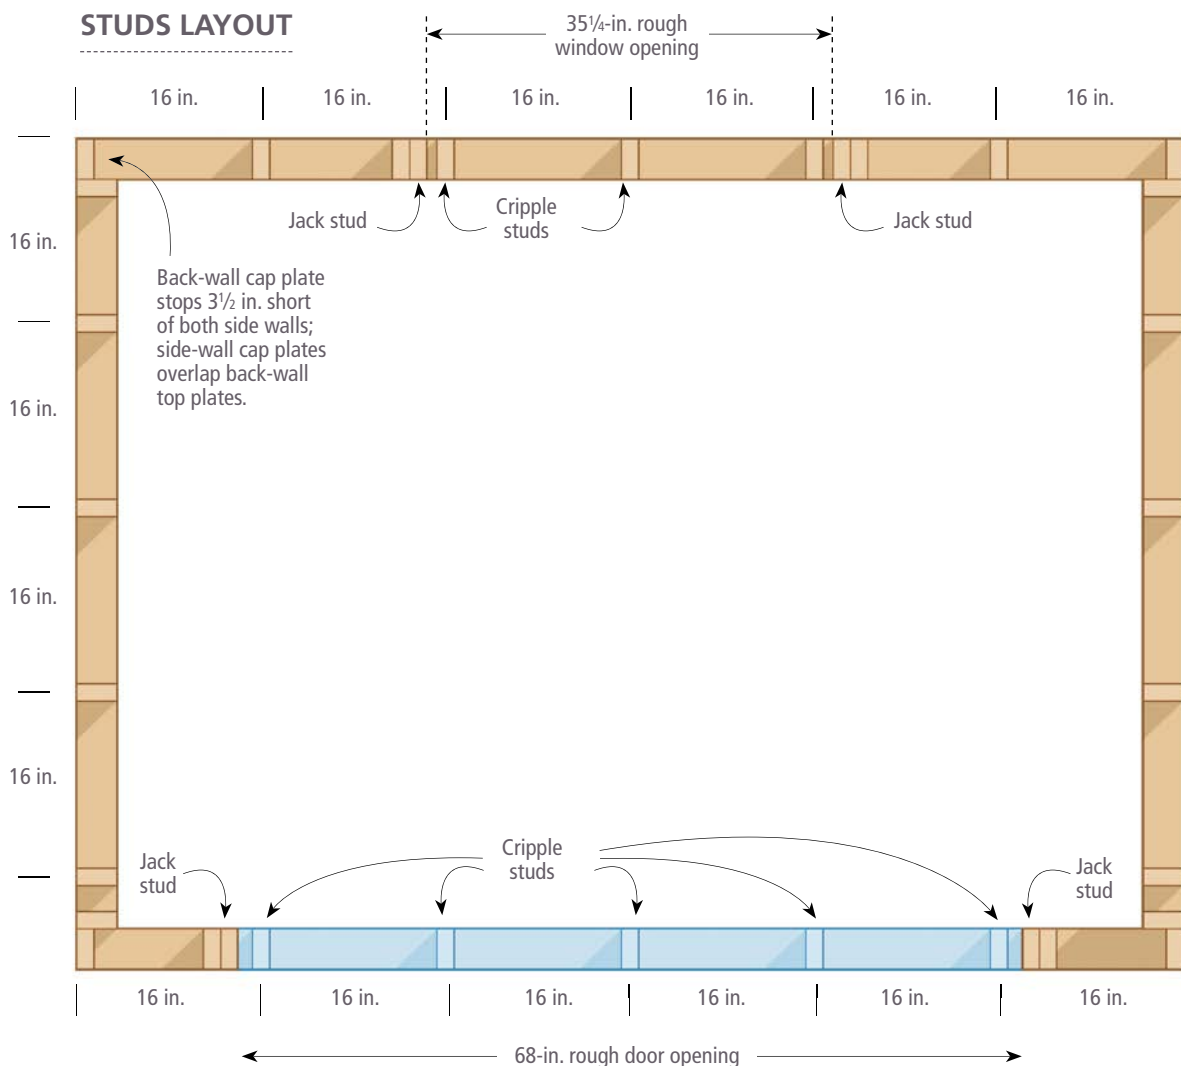 STUDS LAYOUT
35¼-in. rough
window opening
16 in.
16 in.
16 in.
16 in.
16 in.
16 in.
Jack stud
Cripple
studs
Jack stud
16 in.
Back-wall cap plate
stops 3½ in. short
of both side walls;
side-wall cap plates
overlap back-wall
top plates.
16 in.
16 in.
16 in.
Jack
stud
Cripple
studs
Jack
stud
16 in.
16 in.
16 in.
16 in.
16 in.
16 in.
68-in. rough door opening